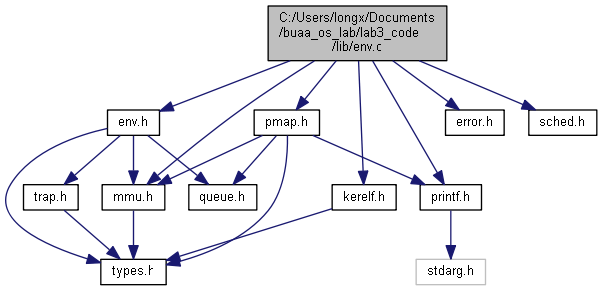 C:/Users/longx/Documents
/buaa_os_lab/lab3_code
/lib/env.c
env.h
pmap.h
error.h
sched.h
trap.h
mmu.h
queue.h
kerelf.h
printf.h
types.h
stdarg.h